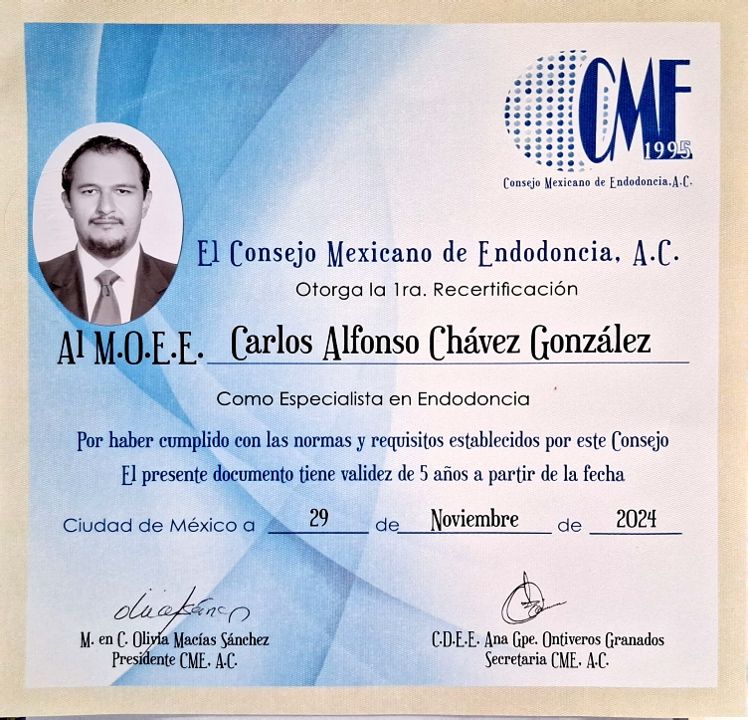 CMF
1995
Consejo Mexicano de Endodoncia, A.C.
El Consejo Mexicano de Endodoncia, A.C.
Otorga la 1ra. Recertificación
Al M.O.E.E. Carlos Alfonso Chávez González
Como Especialista en Endodoncia
Por haber cumplido con las normas y requisitos establecidos por este Consejo
El presente documento tiene validez de 5 años a partir de la fecha
Ciudad de México a 29 de Noviembre de 2024
M. en C. Olivia Macías Sánchez
Presidente CME, A.C.
C.D.E.E. Ana Gpe. Ontiveros Granados
Secretaria CME, A.C.